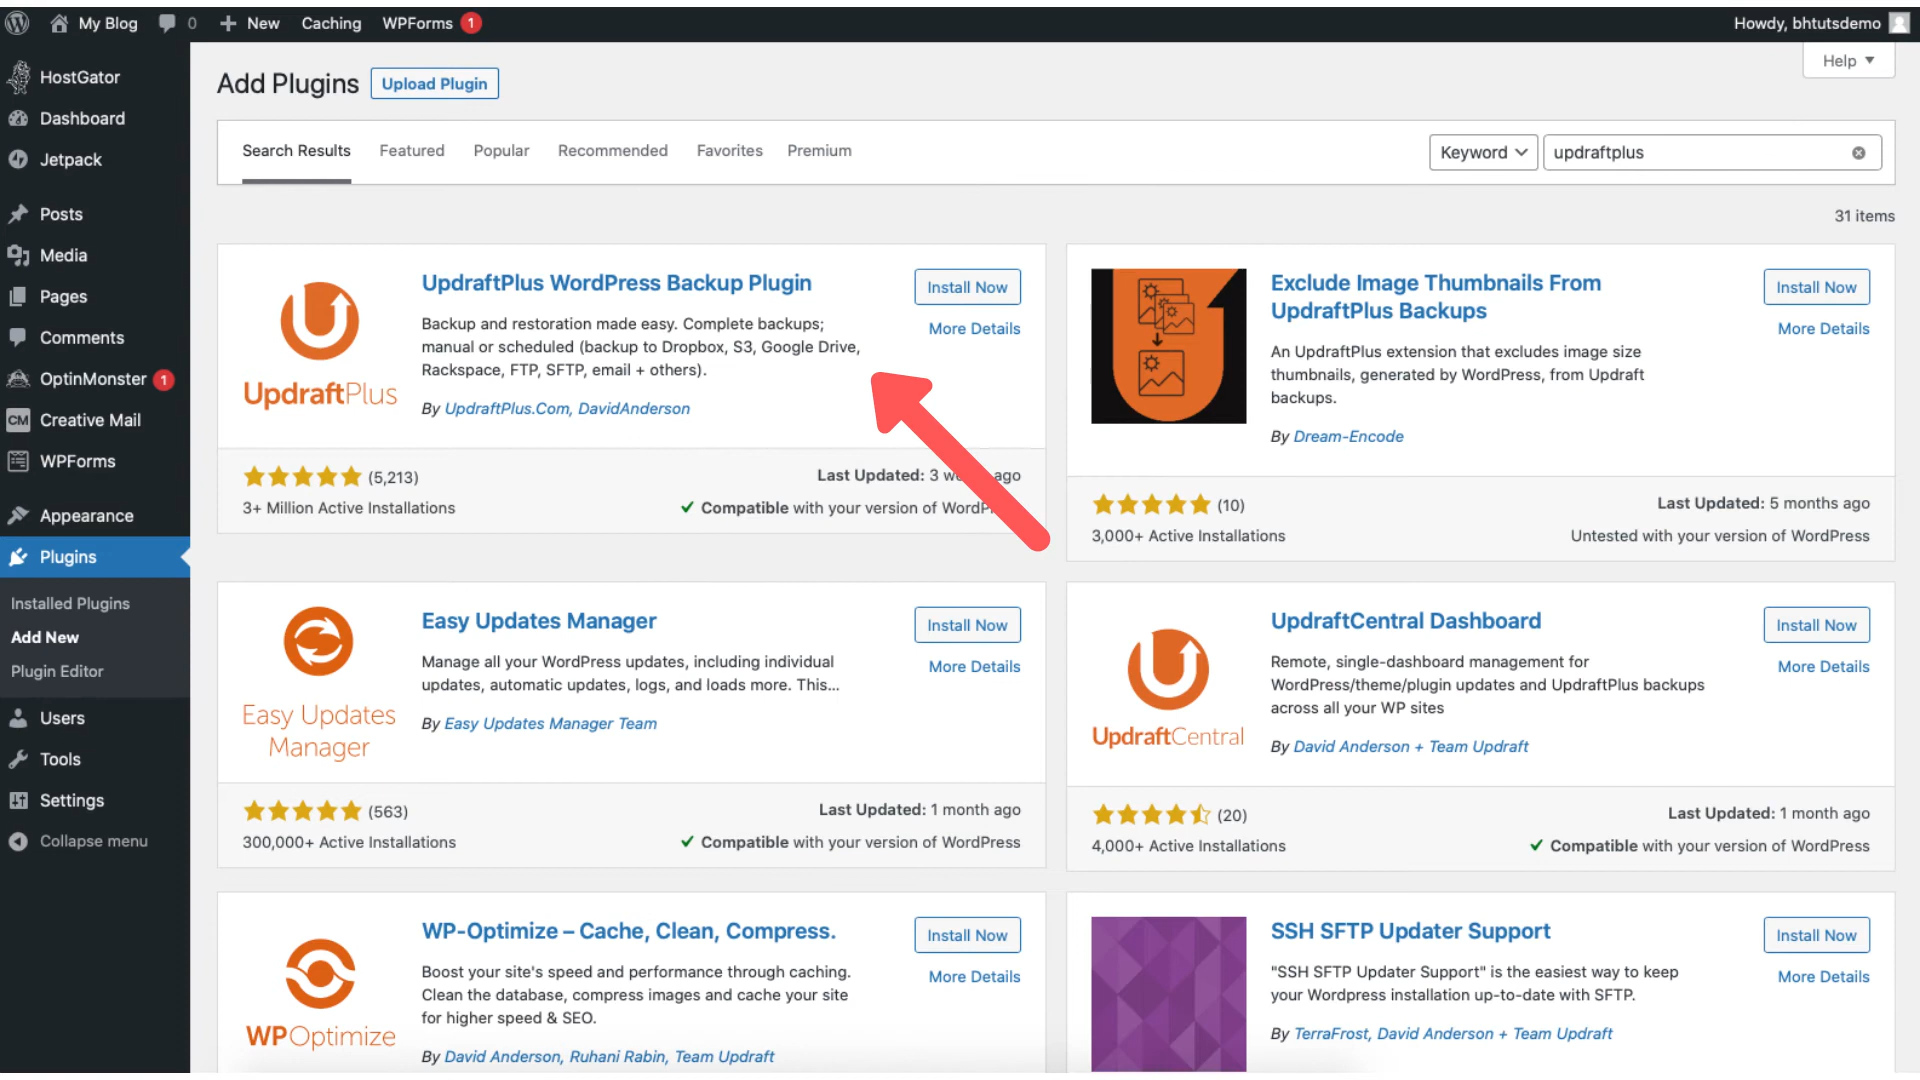 My Blog
0
New
Caching
WPForms
1
Howdy, bhtutsdemo
HostGator
Dashboard
Jetpack
Posts
Media
Pages
Comments
OptinMonster
1
CM
Creative Mail
WPForms
Appearance
Plugins
Installed Plugins
Add New
Plugin Editor
Users
Tools
Settings
Collapse menu
Help
Add Plugins
Upload Plugin
Search Results
Featured
Popular
Recommended
Favorites
Premium
Keyword
updraftplus
31 items
UpdraftPlus
UpdraftPlus WordPress Backup Plugin
Backup and restoration made easy. Complete backups;
manual or scheduled (backup to Dropbox, S3, Google Drive,
Rackspace, FTP, SFTP, email + others).
By UpdraftPlus.Com, DavidAnderson
Install Now
More Details
(5,213)
3+ Million Active Installations
Last Updated: 3 ago
Compatible with your version of
Exclude Image Thumbnails From
UpdraftPlus Backups
An UpdraftPlus extension that excludes image size
thumbnails, generated by WordPress, from Updraft
backups.
By Dream-Encode
Install Now
More Details
(10)
3,000+ Active Installations
Last Updated: 5 months ago
Untested with your version of WordPress
Easy Updates
Manager
Easy Updates Manager
Manage all your WordPress updates, including individual
updates, automatic updates, logs, and loads more. This...
By Easy Updates Manager Team
Install Now
More Details
(563)
300,000+ Active Installations
Last Updated: 1 month ago
Compatible with your version of WordPress
UpdraftCentral
UpdraftCentral Dashboard
Remote, single-dashboard management for
WordPress/theme/plugin updates and UpdraftPlus backups
across all your WP sites
By David Anderson + Team Updraft
Install Now
More Details
(20)
4,000+ Active Installations
Last Updated: 1 month ago
Compatible with your version of WordPress
WPOptimize
WP-Optimize – Cache, Clean, Compress.
Boost your site's speed and performance through caching.
Clean the database, compress images and cache your site
for higher speed & SEO.
By David Anderson, Ruhani Rabin, Team Updraft
Install Now
More Details
SSH SFTP Updater Support
"SSH SFTP Updater Support" is the easiest way to keep
your Wordpress installation up-to-date with SFTP.
By TerraFrost, David Anderson + Team Updraft
Install Now
More Details